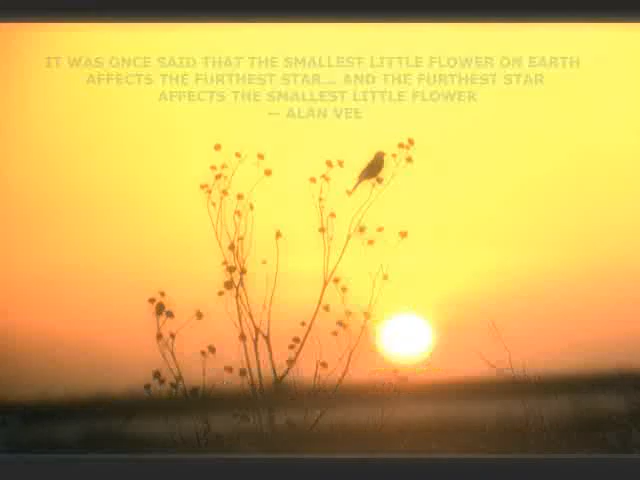 IT WAS ONCE SAID THAT THE SMALLEST LITTLE FLOWER ON EARTH
AFFECTS THE FURTHEST STAR... AND THE FURTHEST STAR
AFFECTS THE SMALLEST LITTLE FLOWER
— ALAN VEE